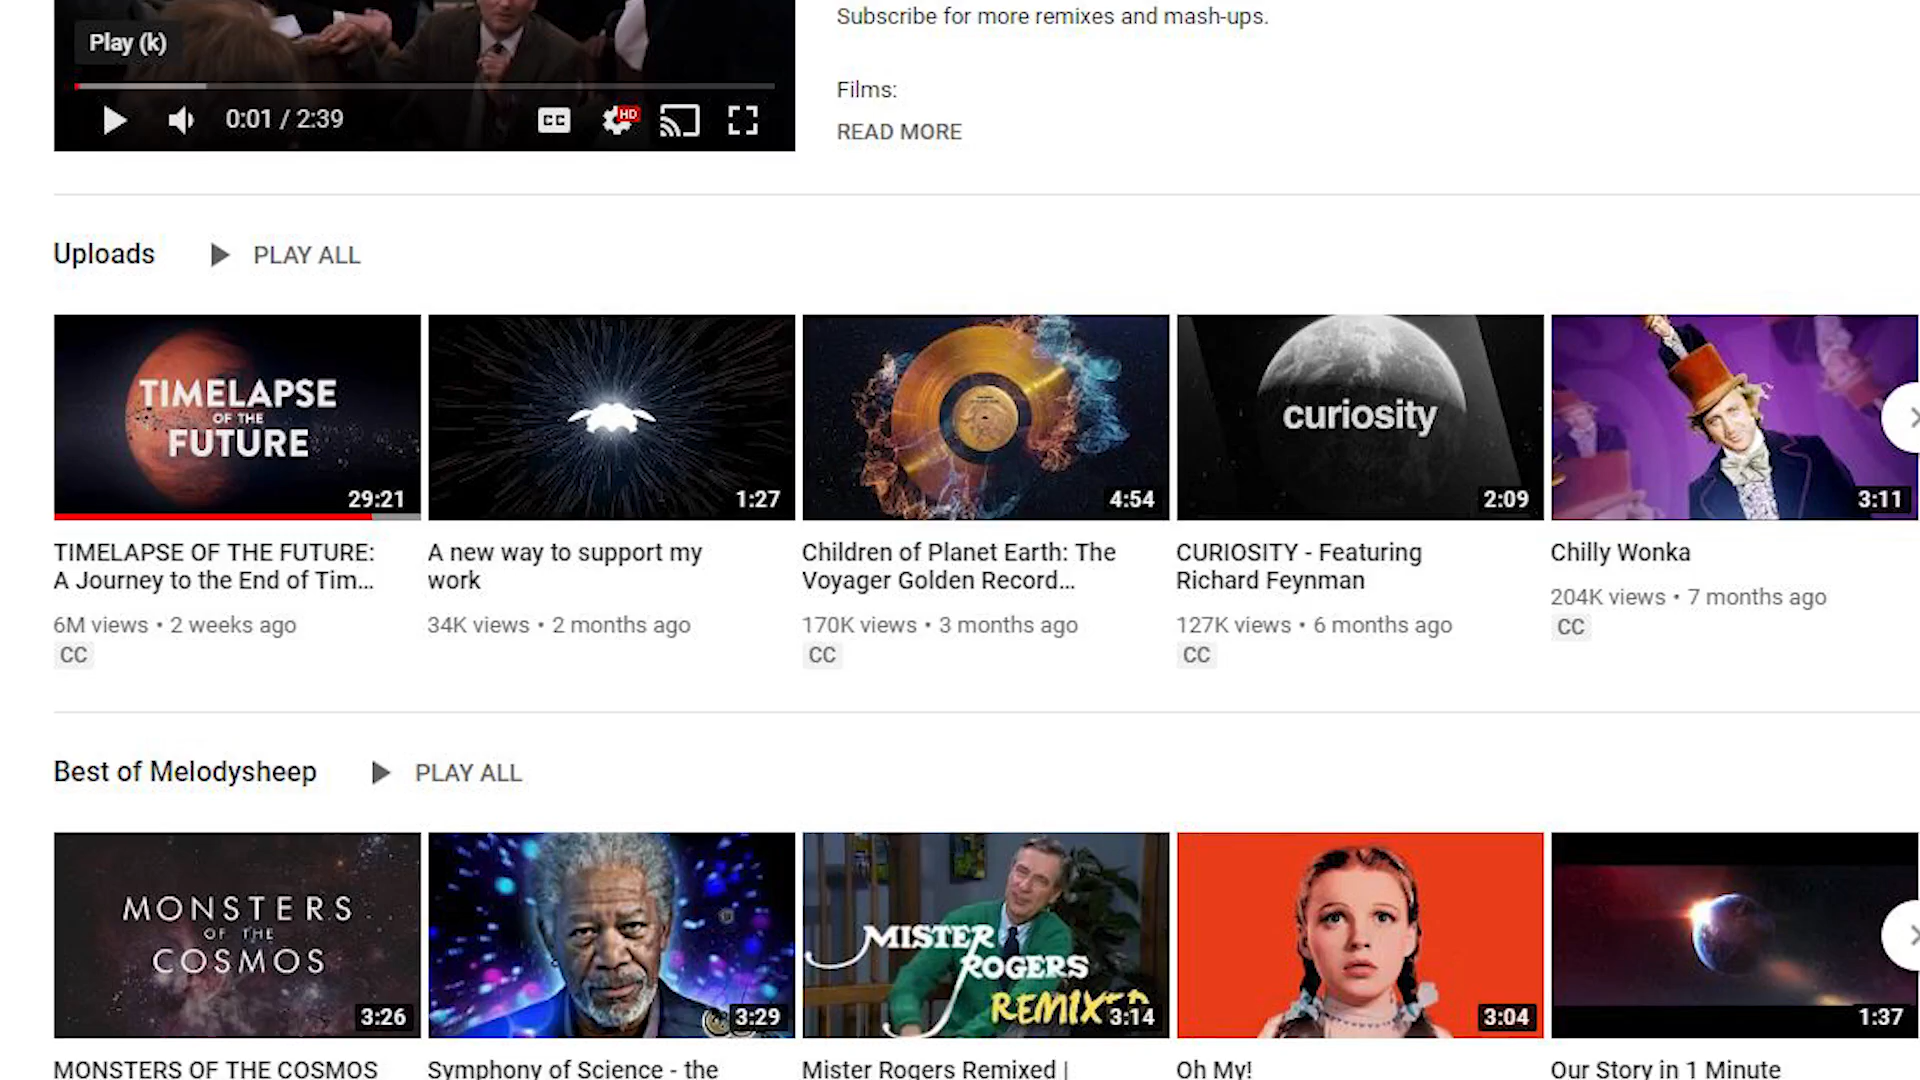 Subscribe for more remixes and mash-ups.
Play (k)
Films:
0:01 / 2:39
CC
HD
READ MORE
Uploads
PLAY ALL
TIMELAPSE
OF THE
FUTURE
29:21
1:27
4:54
curiosity
2:09
3:11
TIMELAPSE OF THE FUTURE:
A Journey to the End of Tim...
6M views • 2 weeks ago
CC
A new way to support my
work
34K views • 2 months ago
Children of Planet Earth: The
Voyager Golden Record...
170K views • 3 months ago
CC
CURIOSITY - Featuring
Richard Feynman
127K views • 6 months ago
CC
Chilly Wonka
204K views • 7 months ago
CC
Best of Melodysheep
PLAY ALL
MONSTERS
OF THE
COSMOS
3:26
3:29
MISTER
ROGERS
REMIXED
3:14
3:04
1:37
MONSTERS OF THE COSMOS
Symphony of Science - the
Mister Rogers Remixed |
Oh My!
Our Story in 1 Minute